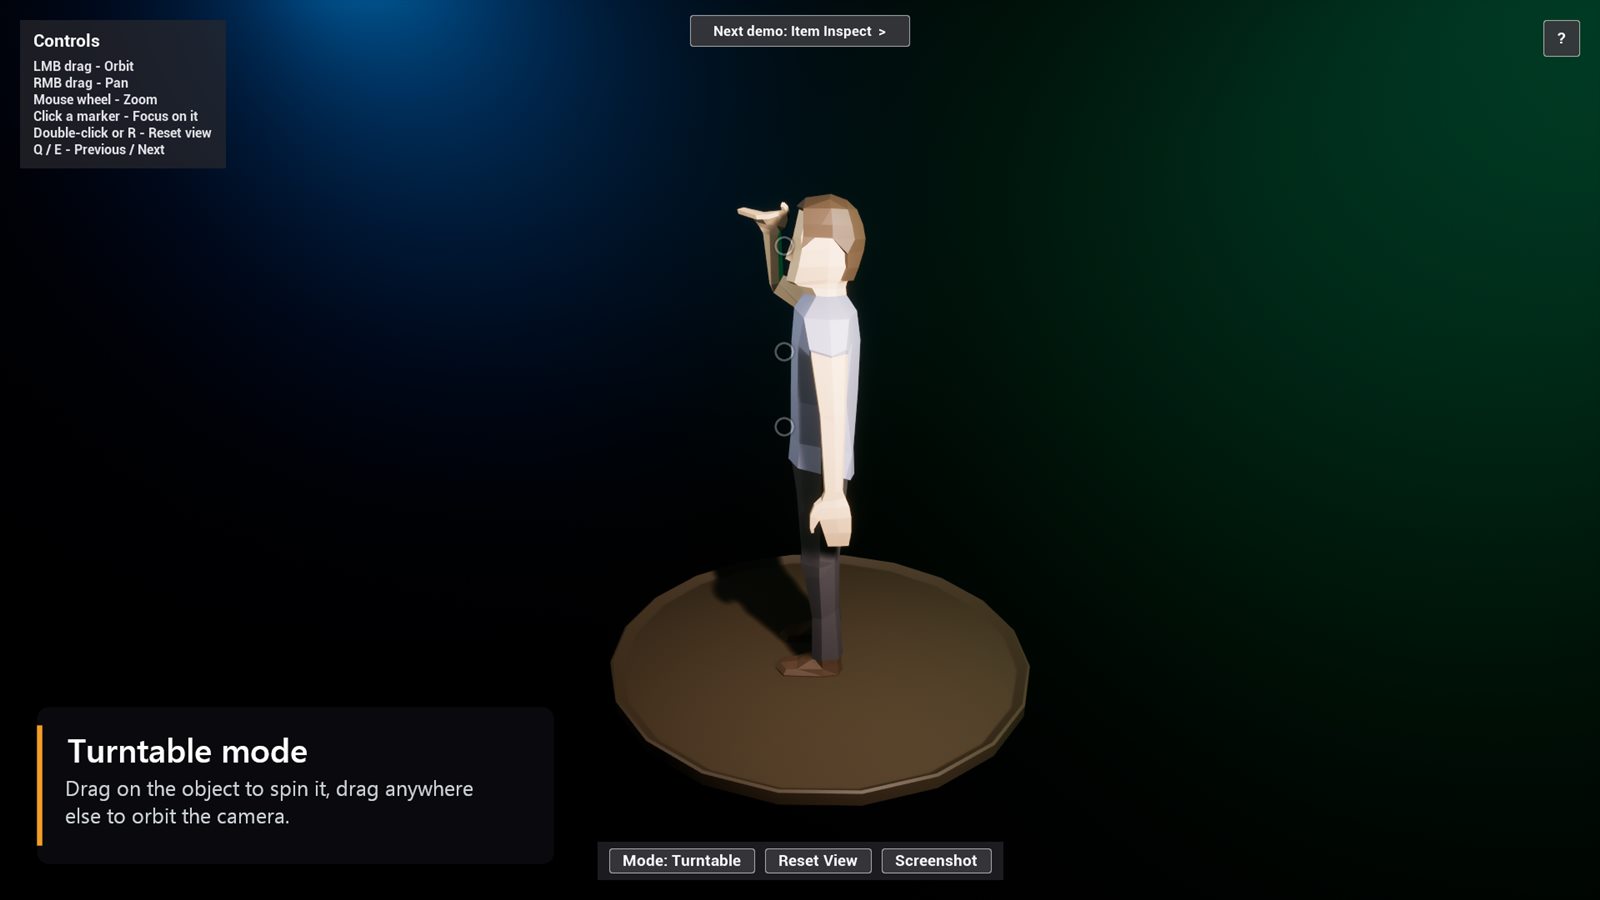 Controls
LMB drag - Orbit
RMB drag - Pan
Mouse wheel - Zoom
Click a marker - Focus on it
Double-click or R - Reset view
Q / E - Previous / Next
Next demo: Item Inspect >
?
Turntable mode
Drag on the object to spin it, drag anywhere
else to orbit the camera.
Mode: Turntable
Reset View
Screenshot